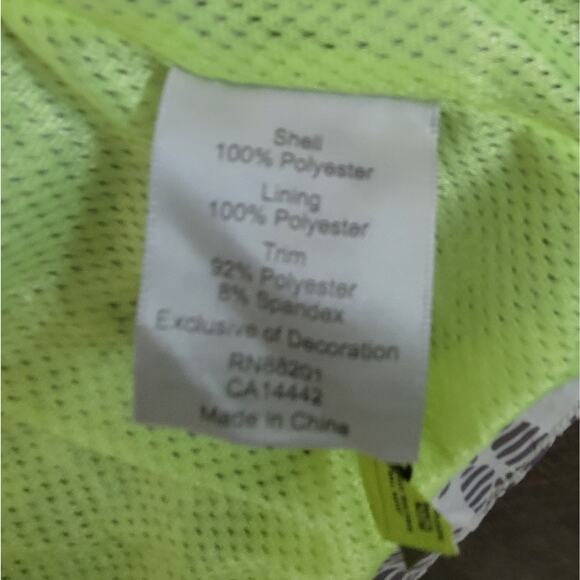 Shell
100% Polyester
Lining
100% Polyester
Trim
92% Polyester
8% Spandex
Exclusive of Decoration
RN88201
CA14442
Made in China